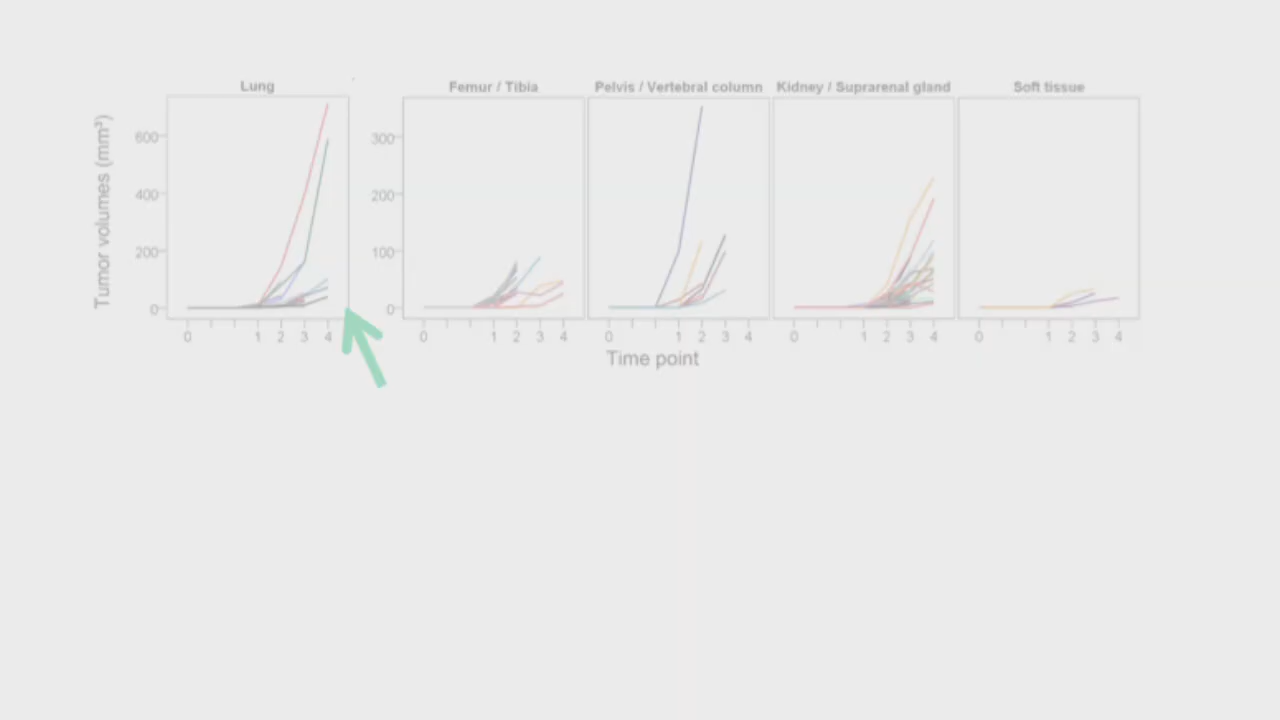 Lung
Femur / Tibia
Pelvis / Vertebral column
Kidney / Suprarenal gland
Soft tissue
Tumor volumes (mm³)
600
400
200
0
300
200
100
0
0 1 2 3 4
0 1 2 3 4
0 1 2 3 4
0 1 2 3 4
0 1 2 3 4
Time point